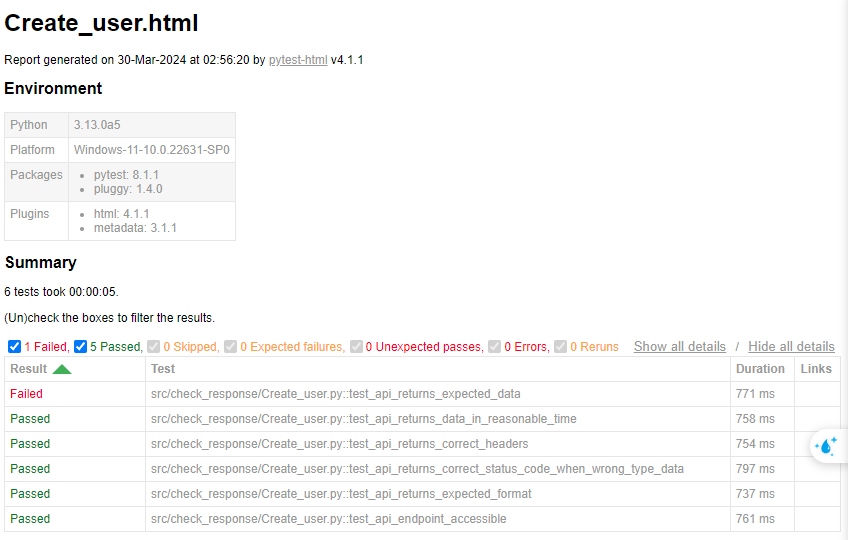 Create_user.html
Report generated on 30-Mar-2024 at 02:56:20 by pytest-html v4.1.1
Environment
Python 3.13.0a5
Platform Windows-11-10.0.22631-SP0
Packages • pytest: 8.1.1
• pluggy: 1.4.0
Plugins • html: 4.1.1
• metadata: 3.1.1
Summary
6 tests took 00:00:05.
(Un)check the boxes to filter the results.
1 Failed, 5 Passed, 0 Skipped, 0 Expected failures, 0 Unexpected passes, 0 Errors, 0 Reruns Show all details / Hide all details
Result Test Duration Links
Failed src/check_response/Create_user.py::test_api_returns_expected_data 771 ms
Passed src/check_response/Create_user.py::test_api_returns_data_in_reasonable_time 758 ms
Passed src/check_response/Create_user.py::test_api_returns_correct_headers 754 ms
Passed src/check_response/Create_user.py::test_api_returns_correct_status_code_when_wrong_type_data 797 ms
Passed src/check_response/Create_user.py::test_api_returns_expected_format 737 ms
Passed src/check_response/Create_user.py::test_api_endpoint_accessible 761 ms